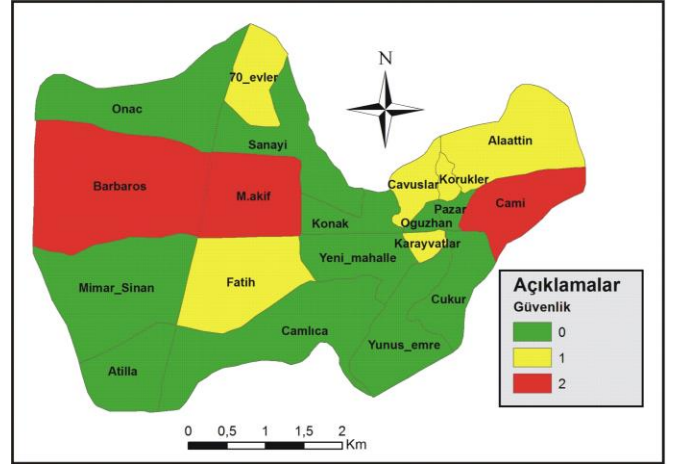 70_evler
N
Onac
Sanayi
Alaattin
Barbaros
M.akif
Cavuslar
Korukler
Cami
Pazar
Konak
Oguzhan
Karayvatlar
Yeni_mahalle
Mimar_Sinan
Fatih
Cukur
Camlıca
Yunus_emre
Atilla
Açıklamalar
Güvenlik
0
1
2
0 0,5 1 1,5 2
Km